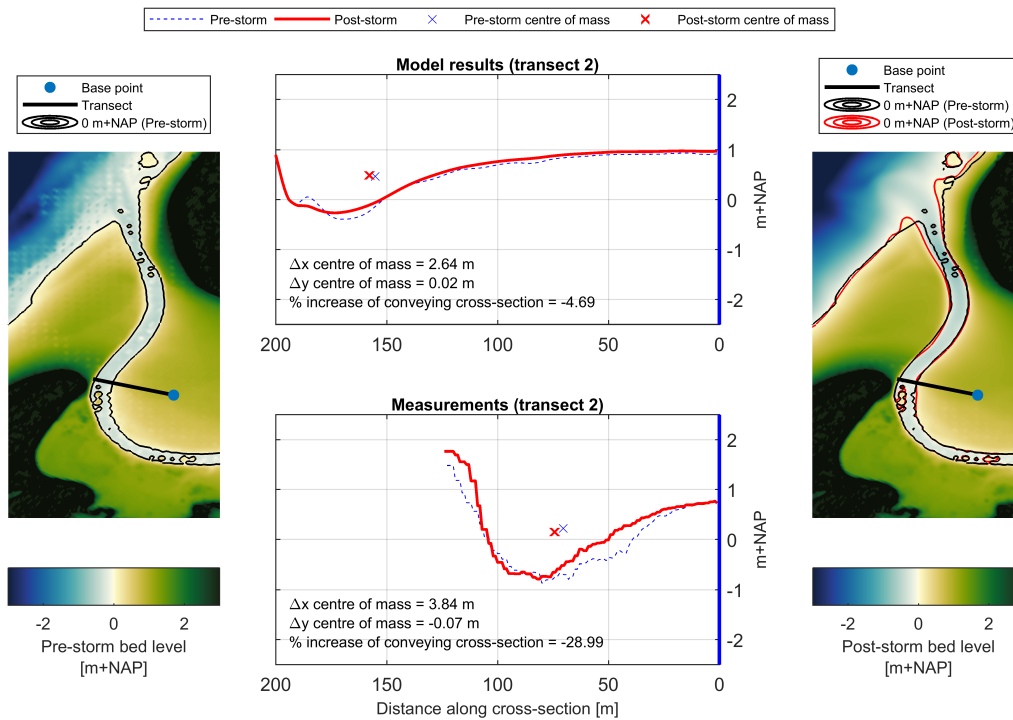 Pre-storm
Post-storm
Pre-storm centre of mass
Post-storm centre of mass
Base point
Transect
0 m+NAP (Pre-storm)
-2
0
2
Pre-storm bed level
[m+NAP]
Model results (transect 2)
2
1
0
-1
-2
m+NAP
Δx centre of mass = 2.64 m
Δy centre of mass = 0.02 m
% increase of conveying cross-section = -4.69
200
150
100
50
0
Measurements (transect 2)
2
1
0
-1
-2
m+NAP
Δx centre of mass = 3.84 m
Δy centre of mass = -0.07 m
% increase of conveying cross-section = -28.99
200
150
100
50
0
Distance along cross-section [m]
Base point
Transect
0 m+NAP (Pre-storm)
0 m+NAP (Post-storm)
-2
0
2
Post-storm bed level
[m+NAP]